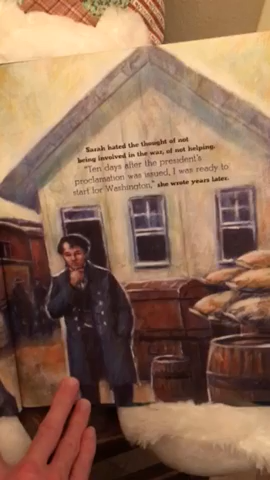 Sarah hated the thought of not
being involved in the war, of not helping.
"Ten days after the president's
proclamation was issued, I was ready to
start for Washington," she wrote years later.